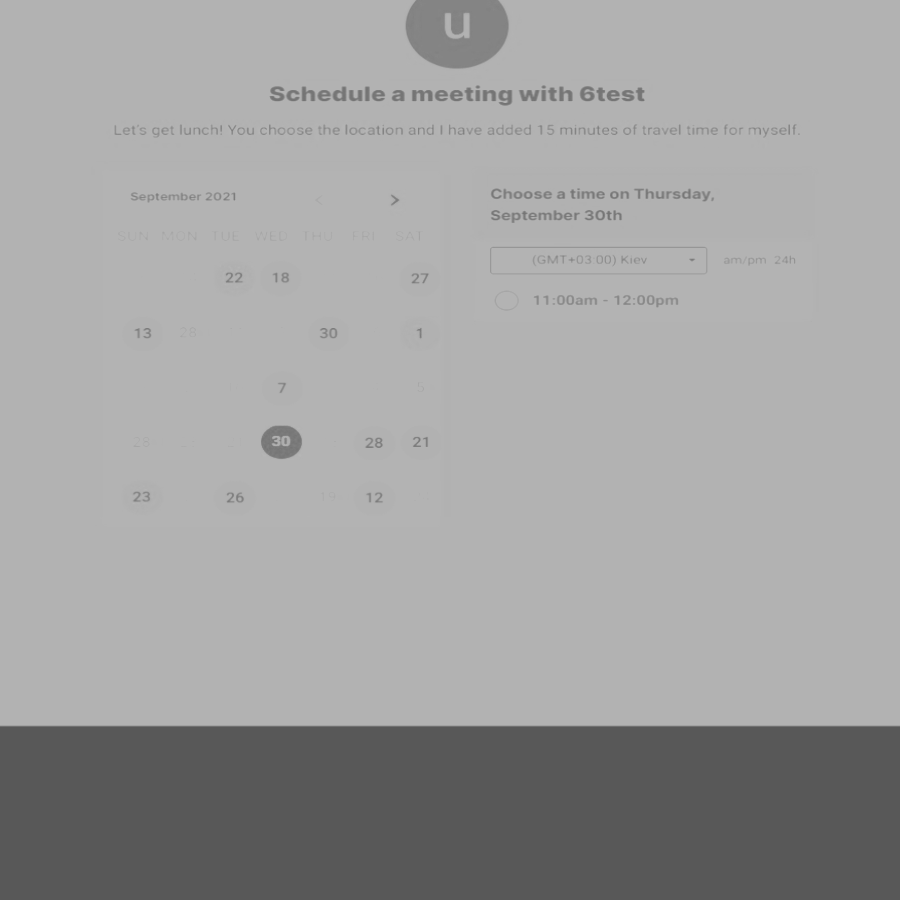 u
Schedule a meeting with 6test
Let's get lunch! You choose the location and I have added 15 minutes of travel time for myself.
September 2021 < >
SUN MON TUE WED THU FRI SAT
22 18 27
13 28 30 1
7 5
28 30 28 21
23 26 19 12
Choose a time on Thursday,
September 30th
(GMT+03:00) Kiev am/pm 24h
11:00am - 12:00pm